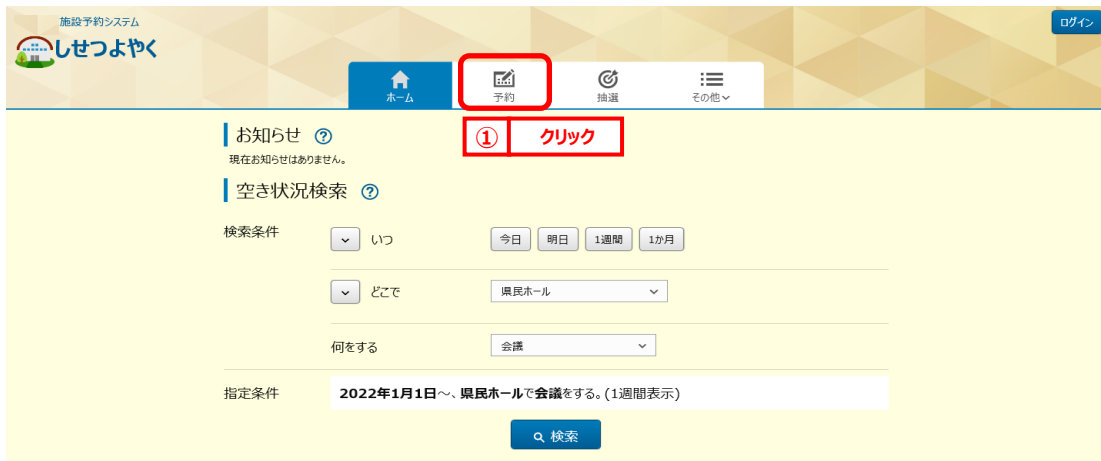 施設予約システム
しせつよやく
ログイン
ホーム
予約
抽選
その他
① クリック
お知らせ ?
現在お知らせはありません。
空き状況検索 ?
検索条件 いつ 今日 明日 1週間 1か月
どこで 県民ホール
何をする 会議
指定条件 2022年1月1日～、県民ホールで会議をする。(1週間表示)
検索